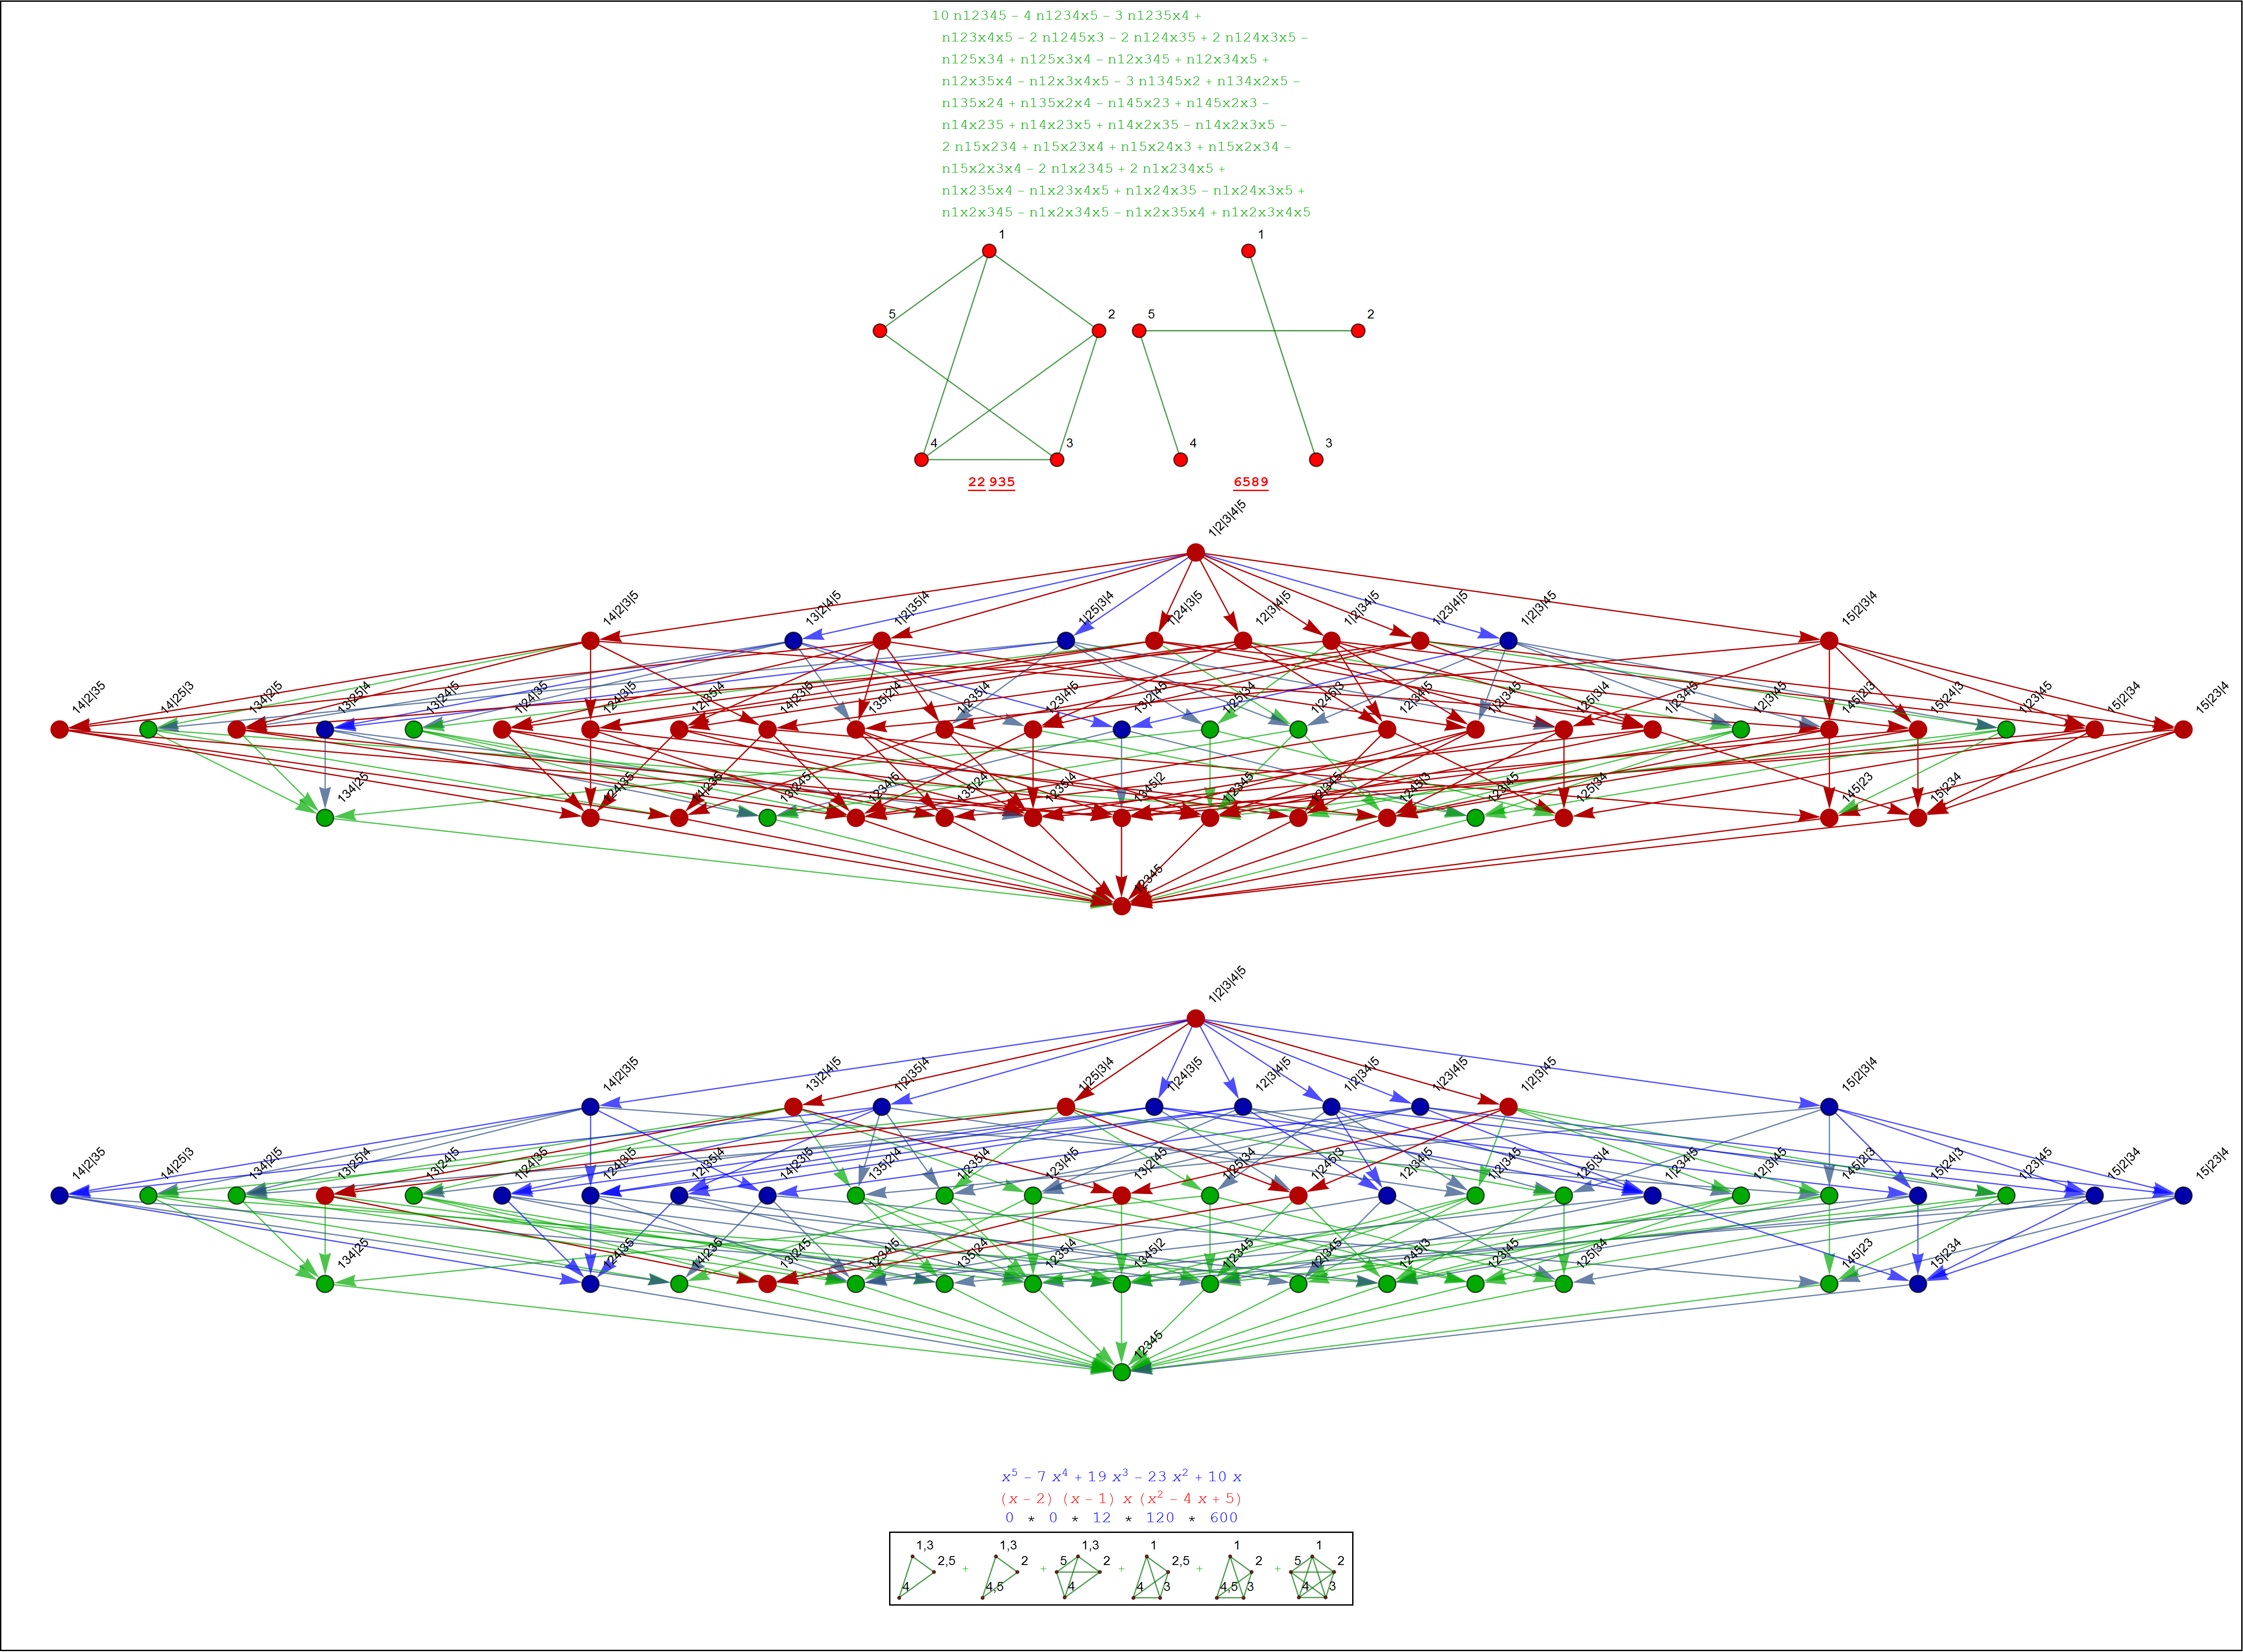 10 n12345 − 4 n1234x5 − 3 n1235x4 +
n123x4x5 − 2 n1245x3 − 2 n124x35 + 2 n124x3x5 −
n125x34 + n125x3x4 − n12x345 + n12x34x5 +
n12x35x4 − n12x3x4x5 − 3 n1345x2 + n134x2x5 −
n135x24 + n135x2x4 − n145x23 + n145x2x3 −
n14x235 + n14x23x5 + n14x2x35 − n14x2x3x5 −
2 n15x234 + n15x23x4 + n15x24x3 + n15x2x34 −
n15x2x3x4 − 2 n1x2345 + 2 n1x234x5 +
n1x235x4 − n1x23x4x5 + n1x24x35 − n1x24x3x5 +
n1x2x345 − n1x2x34x5 − n1x2x35x4 + n1x2x3x4x5
1 1
5 2 5 2
4 3 4 3
22 935 6589
1|2|3|4|5
14|2|3|5 13|2|4|5 1|2|35|4 1|25|3|4 1|24|3|5 12|3|4|5 1|2|34|5 1|23|4|5 1|2|3|45 15|2|3|4
14|2|35 14|25|3 134|2|5 13|25|4 13|24|5 1|24|35 124|3|5 12|35|4 14|23|5 135|2|4 1|235|4 123|4|5 13|2|45 1|25|34 1|245|3 12|34|5 1|2|345 125|3|4 1|234|5 12|3|45 145|2|3 15|24|3 1|23|45 15|2|34 15|23|4
134|25 124|35 14|235 13|245 1234|5 135|24 1235|4 1345|2 1|2345 12|345 1245|3 123|45 125|34 145|23 15|234
12345
1|2|3|4|5
14|2|3|5 13|2|4|5 1|2|35|4 1|25|3|4 1|24|3|5 12|3|4|5 1|2|34|5 1|23|4|5 1|2|3|45 15|2|3|4
14|2|35 14|25|3 134|2|5 13|25|4 13|24|5 1|24|35 124|3|5 12|35|4 14|23|5 135|2|4 1|235|4 123|4|5 13|2|45 1|25|34 1|245|3 12|34|5 1|2|345 125|3|4 1|234|5 12|3|45 145|2|3 15|24|3 1|23|45 15|2|34 15|23|4
134|25 124|35 14|235 13|245 1234|5 135|24 1235|4 1345|2 1|2345 12|345 1245|3 123|45 125|34 145|23 15|234
12345
x⁵ − 7 x⁴ + 19 x³ − 23 x² + 10 x
(x − 2) (x − 1) x (x² − 4 x + 5)
0 * 0 * 12 * 120 * 600
1,3 1,3 1,3 1 1 1
2,5 + 2 + 5 2 + 2,5 + 2 + 5 2
4 4,5 4 4 3 4,5 3 4 3